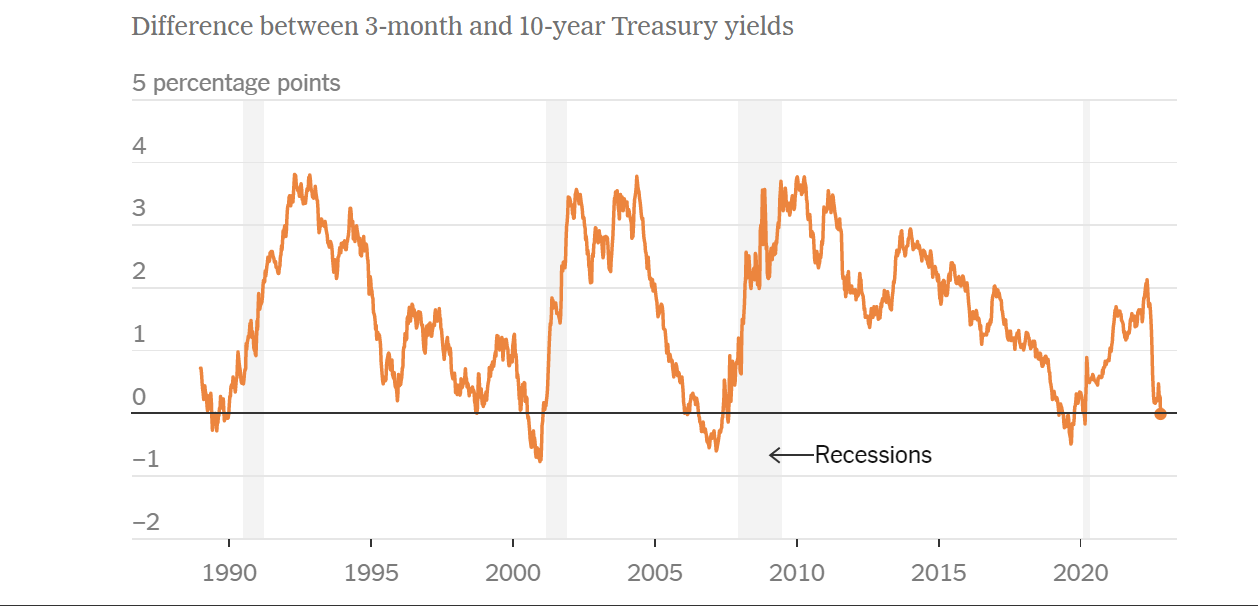 Difference between 3-month and 10-year Treasury yields
5 percentage points
4
3
2
1
0
−1
Recessions
−2
1990 1995 2000 2005 2010 2015 2020